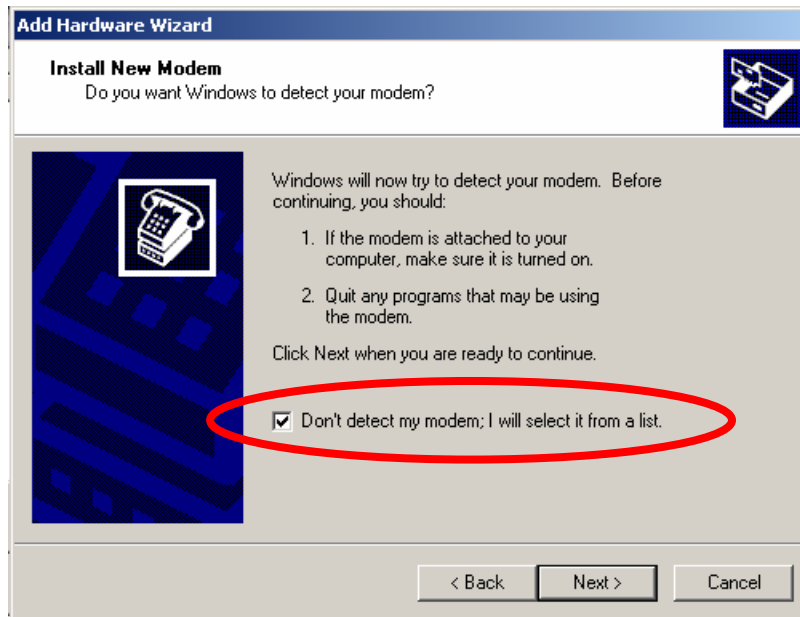 Add Hardware Wizard
Install New Modem
Do you want Windows to detect your modem?
Windows will now try to detect your modem.  Before
continuing, you should:
1.  If the modem is attached to your
computer, make sure it is turned on.
2.  Quit any programs that may be using
the modem.
Click Next when you are ready to continue.
Don't detect my modem; I will select it from a list.
< Back
Next >
Cancel